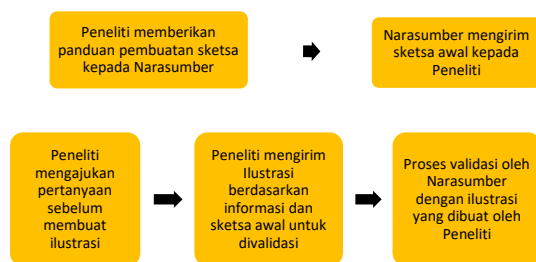 Peneliti memberikan
panduan pembuatan sketsa
kepada Narasumber
Narasumber mengirim
sketsa awal kepada
Peneliti
Peneliti
mengajukan
pertanyaan
sebelum
membuat
ilustrasi
Peneliti mengirim
Ilustrasi
berdasarkan
informasi dan
sketsa awal untuk
divalidasi
Proses validasi oleh
Narasumber
dengan ilustrasi
yang dibuat oleh
Peneliti